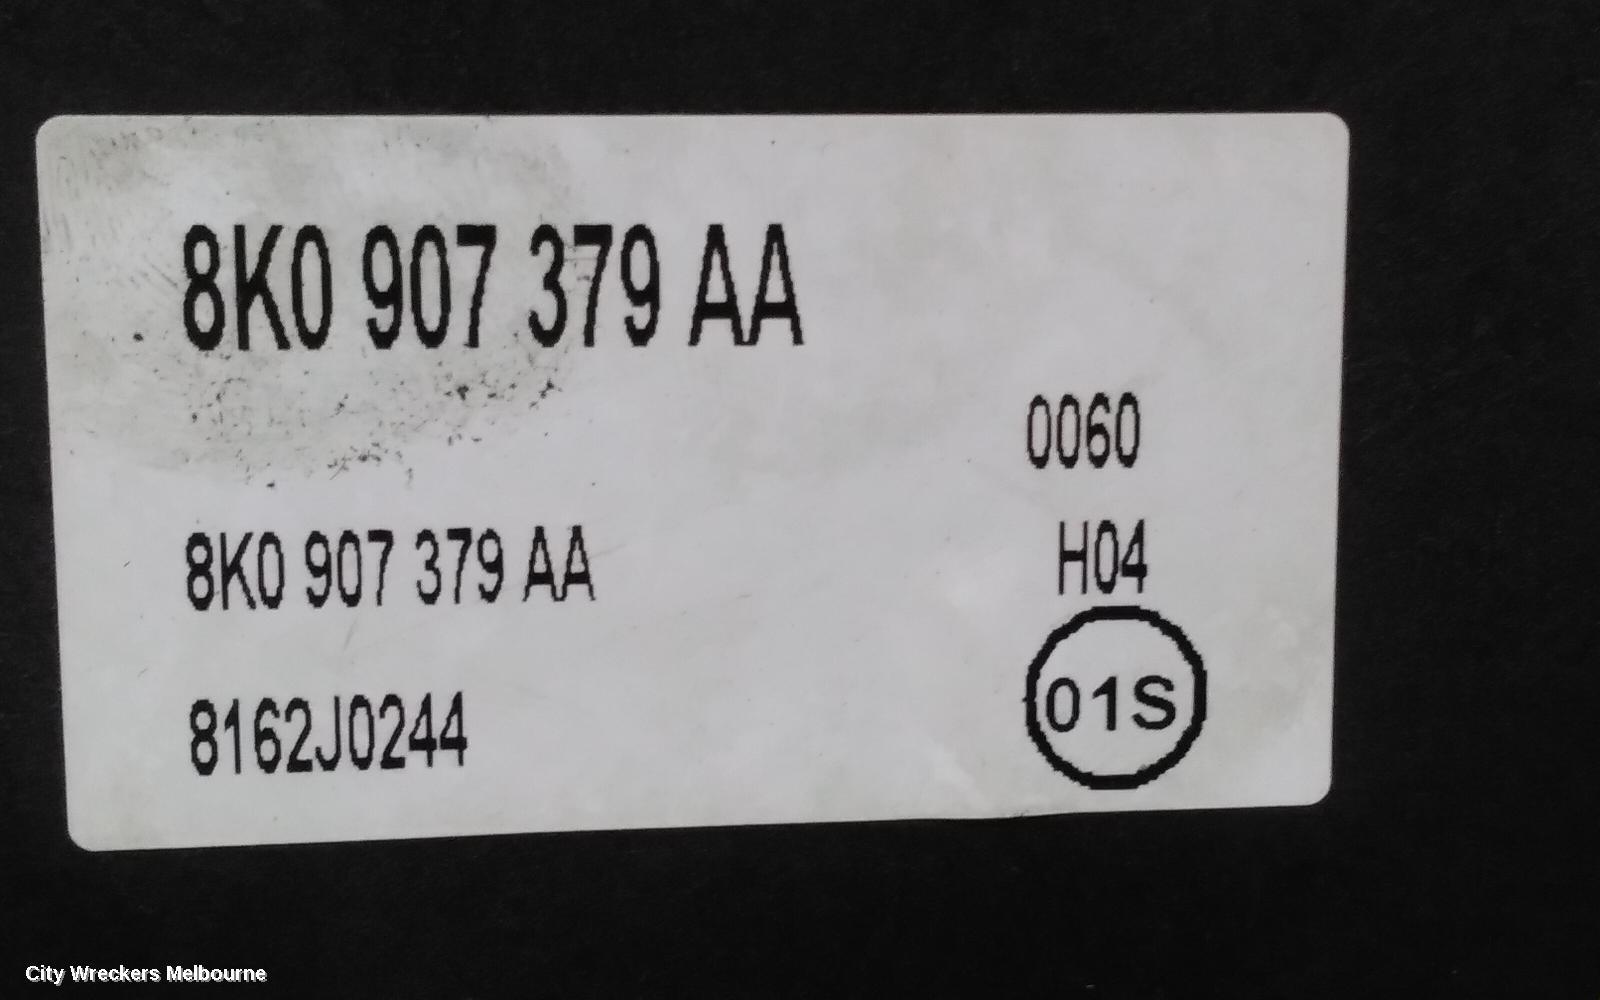 8K0 907 379 AA
0060
8K0 907 379 AA
H04
8162J0244
01S
City Wreckers Melbourne